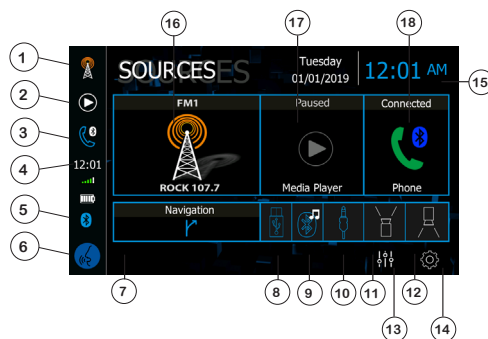 16
17
18
1
2
3
4
5
6
SOURCES
Tuesday
01/01/2019
12:01 AM
15
FM1
Paused
Connected
12:01
ROCK 107.7
Media Player
Phone
Navigation
7
8
9
10
11
12
13
14